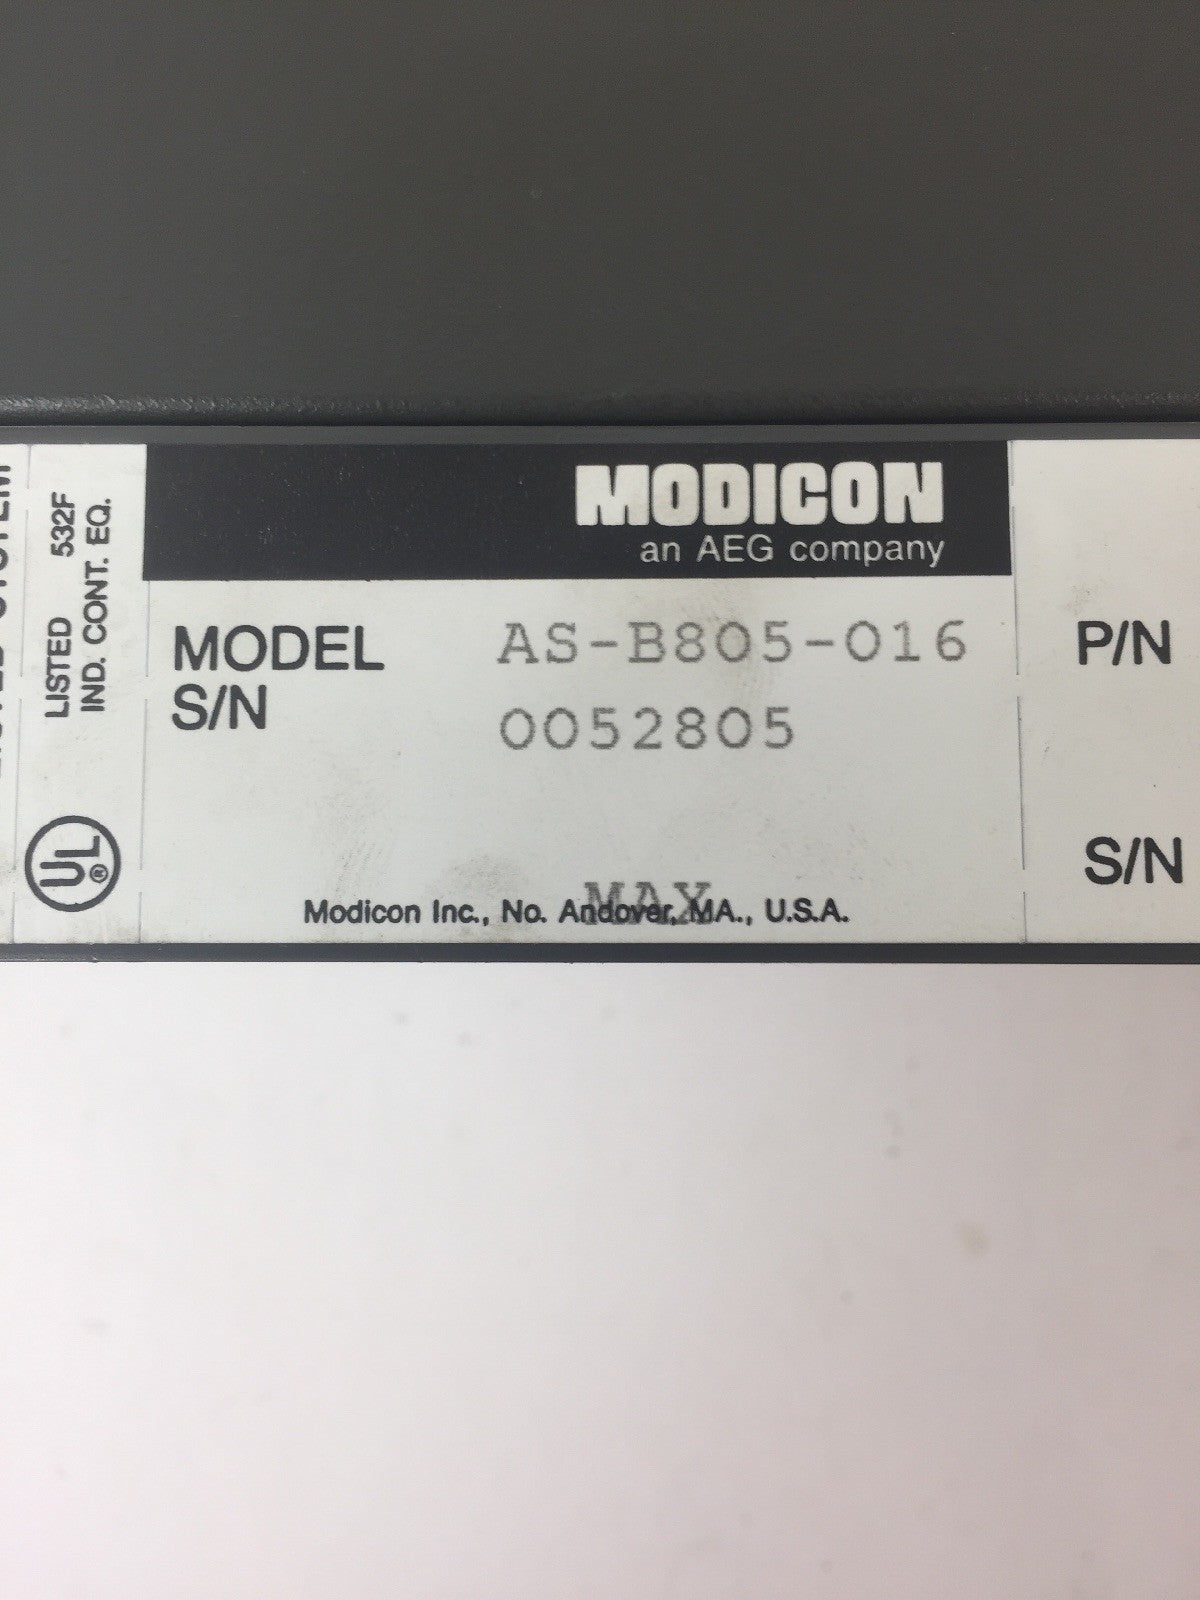 LISTED 532F
IND. CONT. EQ.
UL®
MODICON
an AEG company
MODEL AS-B805-016
S/N 0052805
MAX
Modicon Inc., No. Andover, MA., U.S.A.
P/N
S/N